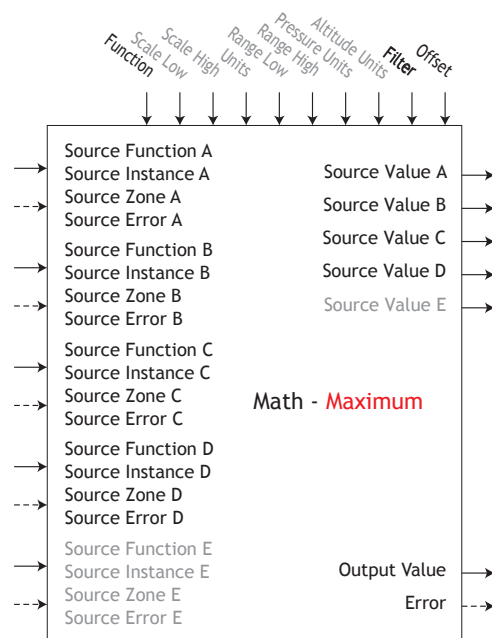 Function
Scale Low
Scale High
Units
Range Low
Range High
Pressure Units
Altitude Units
Filter
Offset
Source Function A
Source Instance A
Source Zone A
Source Error A
Source Function B
Source Instance B
Source Zone B
Source Error B
Source Function C
Source Instance C
Source Zone C
Source Error C
Source Function D
Source Instance D
Source Zone D
Source Error D
Source Function E
Source Instance E
Source Zone E
Source Error E
Source Value A
Source Value B
Source Value C
Source Value D
Source Value E
Math - Maximum
Output Value
Error